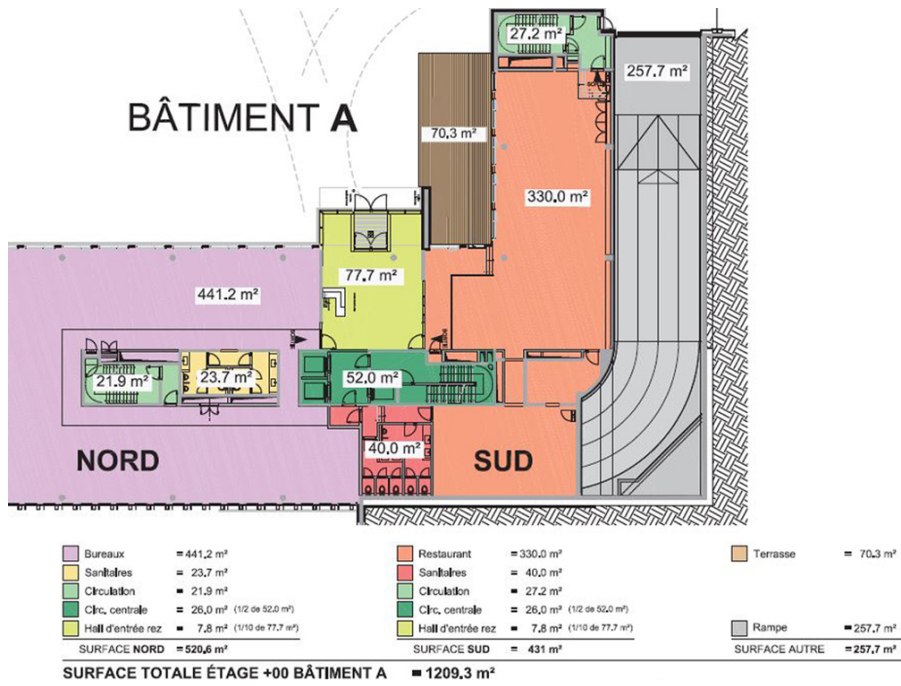 27.2 m²
257.7 m²
BÂTIMENT A
70.3 m²
330.0 m²
77.7 m²
441.2 m²
21.9 m²
23.7 m²
52.0 m²
40.0 m²
NORD
SUD
Bureaux = 441.2 m²
Sanitaires = 23.7 m²
Circulation = 21.9 m²
Circ. centrale = 26.0 m² (1/2 de 52.0 m²)
Hall d'entrée rez = 7.8 m² (1/10 de 77.7 m²)
SURFACE NORD = 520.6 m²
Restaurant = 330.0 m²
Sanitaires = 40.0 m²
Circulation = 27.2 m²
Circ. centrale = 26.0 m² (1/2 de 52.0 m²)
Hall d'entrée rez = 7.8 m² (1/10 de 77.7 m²)
SURFACE SUD = 431 m²
Terrasse = 70.3 m²
Rampe = 257.7 m²
SURFACE AUTRE = 257.7 m²
SURFACE TOTALE ÉTAGE +00 BÂTIMENT A = 1209.3 m²